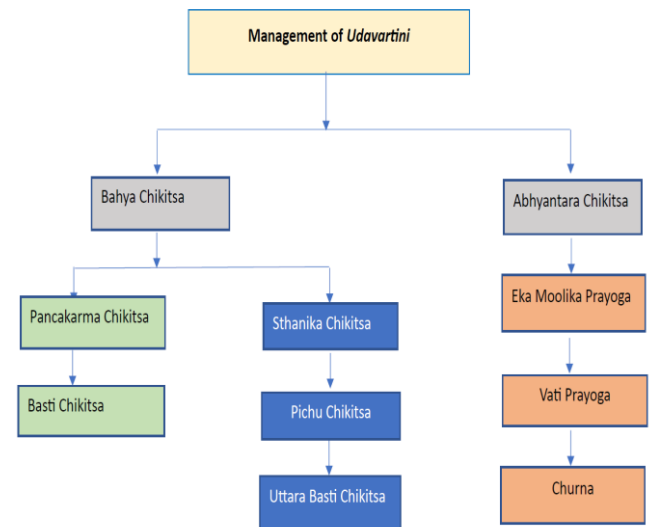 Management of Udavartini
Bahya Chikitsa
Abhyantara Chikitsa
Pancakarma Chikitsa
Sthanika Chikitsa
Eka Moolika Prayoga
Basti Chikitsa
Pichu Chikitsa
Vati Prayoga
Uttara Basti Chikitsa
Churna